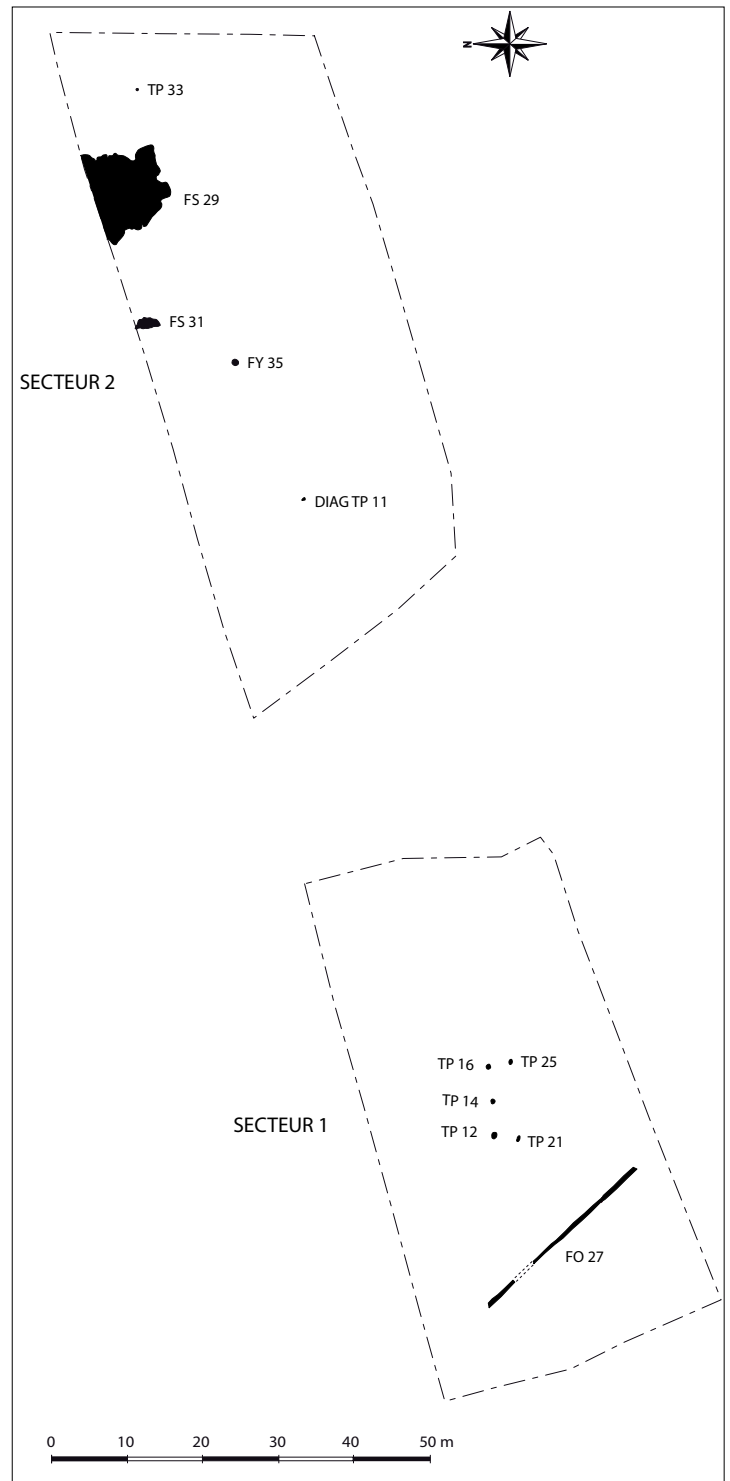 N
TP 33
FS 29
FS 31
FY 35
SECTEUR 2
DIAG TP 11
TP 16
TP 25
TP 14
SECTEUR 1
TP 12
TP 21
FO 27
0 10 20 30 40 50 m